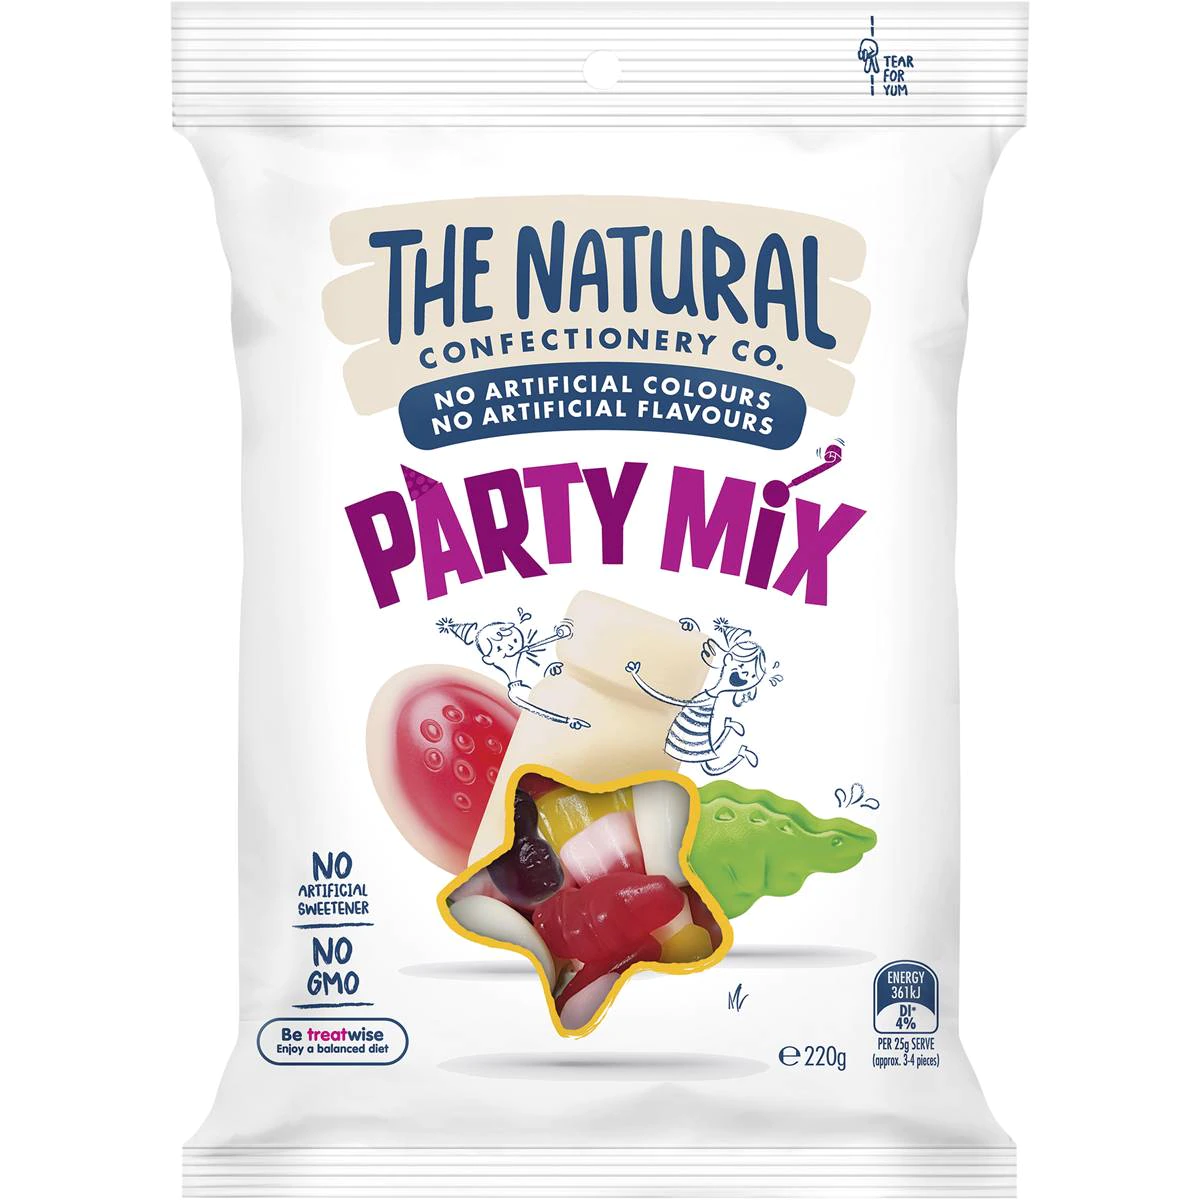 TEAR
FOR
YUM
THE NATURAL
CONFECTIONERY CO.
NO ARTIFICIAL COLOURS
NO ARTIFICIAL FLAVOURS
PARTY MIX
NO
ARTIFICIAL
SWEETENER
NO
GMO
Be treatwise
Enjoy a balanced diet
℮220g
ENERGY
361kJ
DI*
4%
PER 25g SERVE
(approx. 3-4 pieces)